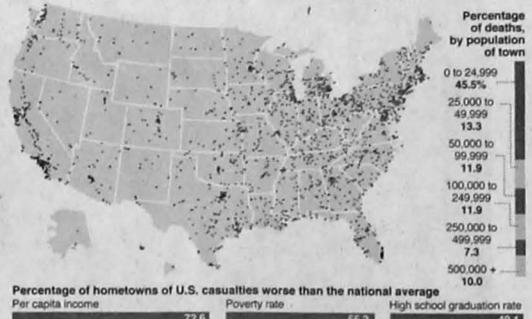 Percentage
of deaths,
by population
of town
0 to 24,999
45.5%
25,000 to
49,999
13.3
50,000 to
99,999
11.9
100,000 to
249,999
11.9
250,000 to
499,999
7.3
500,000 +
10.0
Percentage of hometowns of U.S. casualties worse than the national average
Per capita income
Poverty rate
High school graduation rate